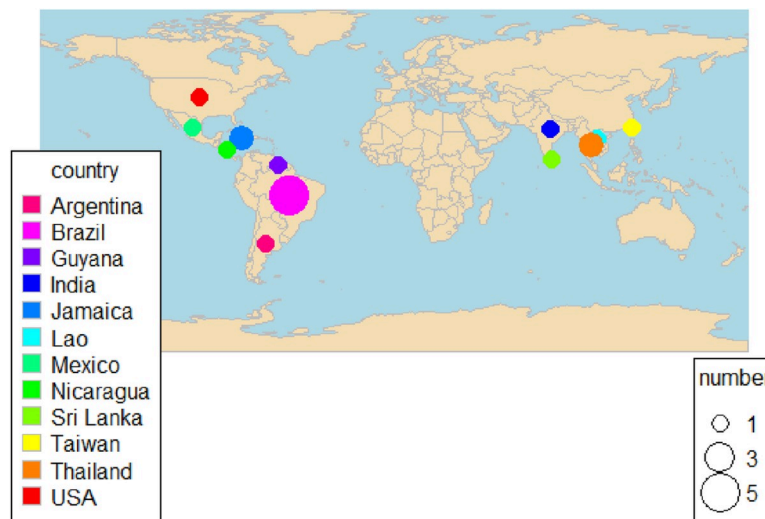 country
Argentina
Brazil
Guyana
India
Jamaica
Lao
Mexico
Nicaragua
Sri Lanka
Taiwan
Thailand
USA
number
1
3
5